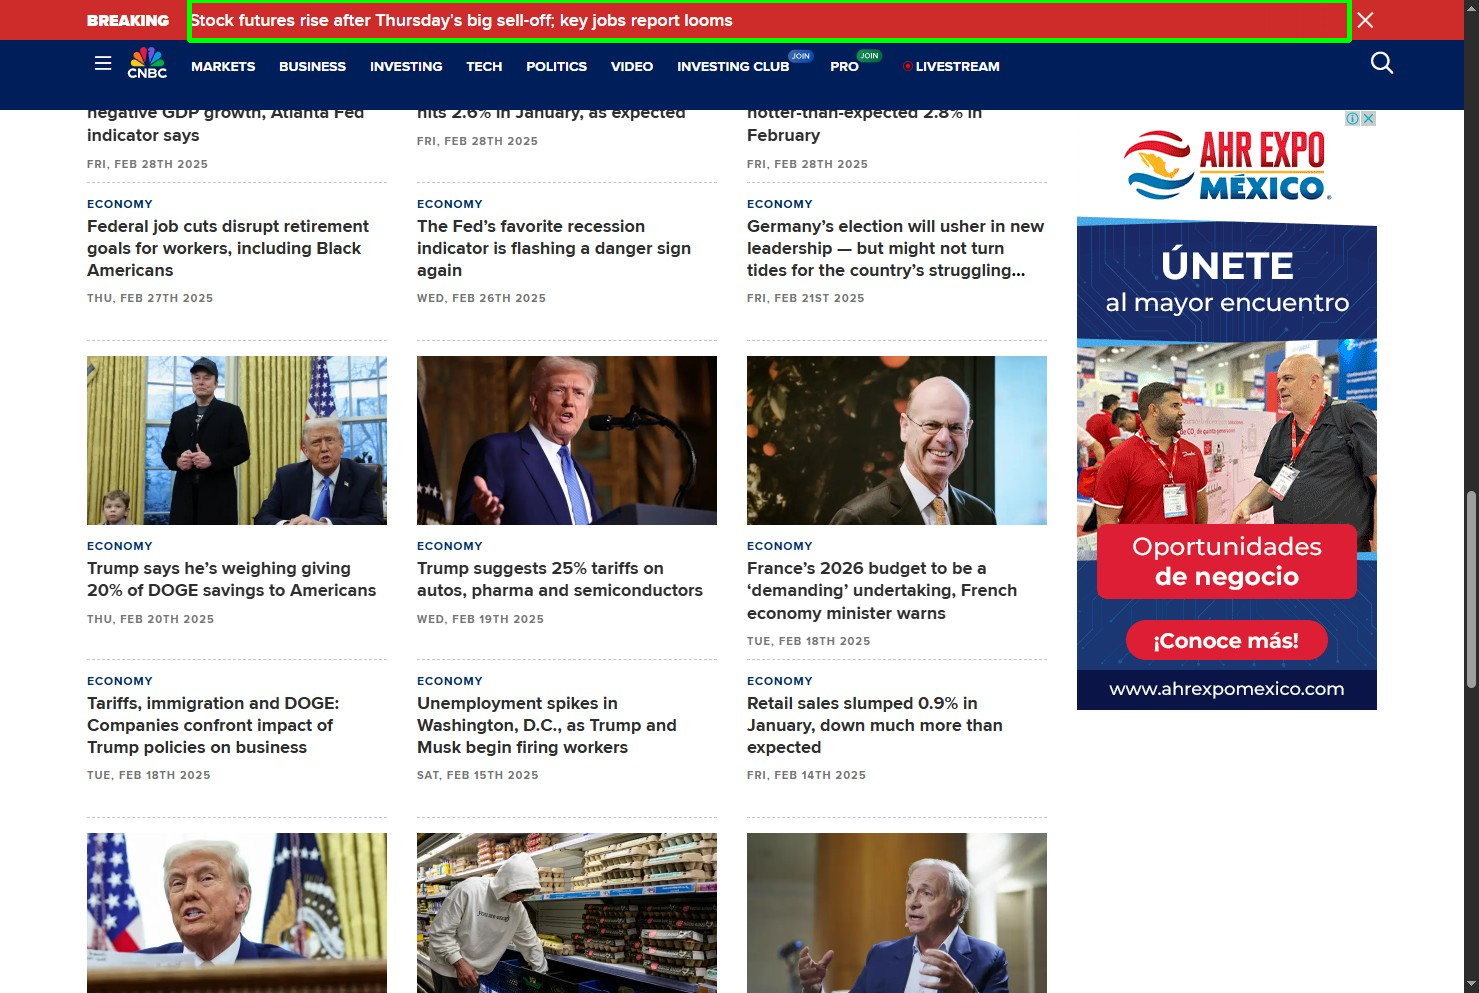 BREAKING
Stock futures rise after Thursday's big sell-off; key jobs report looms
CNBC
MARKETS
BUSINESS
INVESTING
TECH
POLITICS
VIDEO
INVESTING CLUB
JOIN
PRO
JOIN
LIVESTREAM
negative GDP growth, Atlanta Fed
indicator says
FRI, FEB 28TH 2025
hits 2.6% in January, as expected
FRI, FEB 28TH 2025
hotter-than-expected 2.8% in
February
FRI, FEB 28TH 2025
ECONOMY
Federal job cuts disrupt retirement
goals for workers, including Black
Americans
THU, FEB 27TH 2025
ECONOMY
The Fed's favorite recession
indicator is flashing a danger sign
again
WED, FEB 26TH 2025
ECONOMY
Germany's election will usher in new
leadership — but might not turn
tides for the country's struggling...
FRI, FEB 21ST 2025
ECONOMY
Trump says he's weighing giving
20% of DOGE savings to Americans
THU, FEB 20TH 2025
ECONOMY
Trump suggests 25% tariffs on
autos, pharma and semiconductors
WED, FEB 19TH 2025
ECONOMY
France's 2026 budget to be a
‘demanding’ undertaking, French
economy minister warns
TUE, FEB 18TH 2025
ECONOMY
Tariffs, immigration and DOGE:
Companies confront impact of
Trump policies on business
TUE, FEB 18TH 2025
ECONOMY
Unemployment spikes in
Washington, D.C., as Trump and
Musk begin firing workers
SAT, FEB 15TH 2025
ECONOMY
Retail sales slumped 0.9% in
January, down much more than
expected
FRI, FEB 14TH 2025
AHR EXPO
MÉXICO®
ÚNETE
al mayor encuentro
Oportunidades
de negocio
¡Conoce más!
www.ahrexpomexico.com